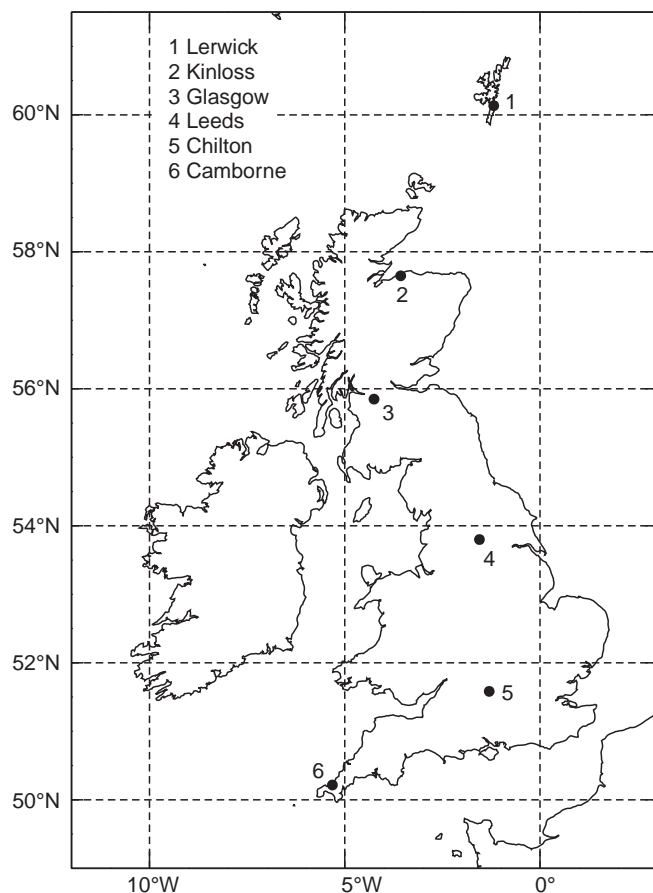 1 Lerwick
2 Kinloss
3 Glasgow
4 Leeds
5 Chilton
6 Camborne
60°N
1
58°N
2
56°N
3
54°N
4
52°N
5
6
50°N
10°W
5°W
0°